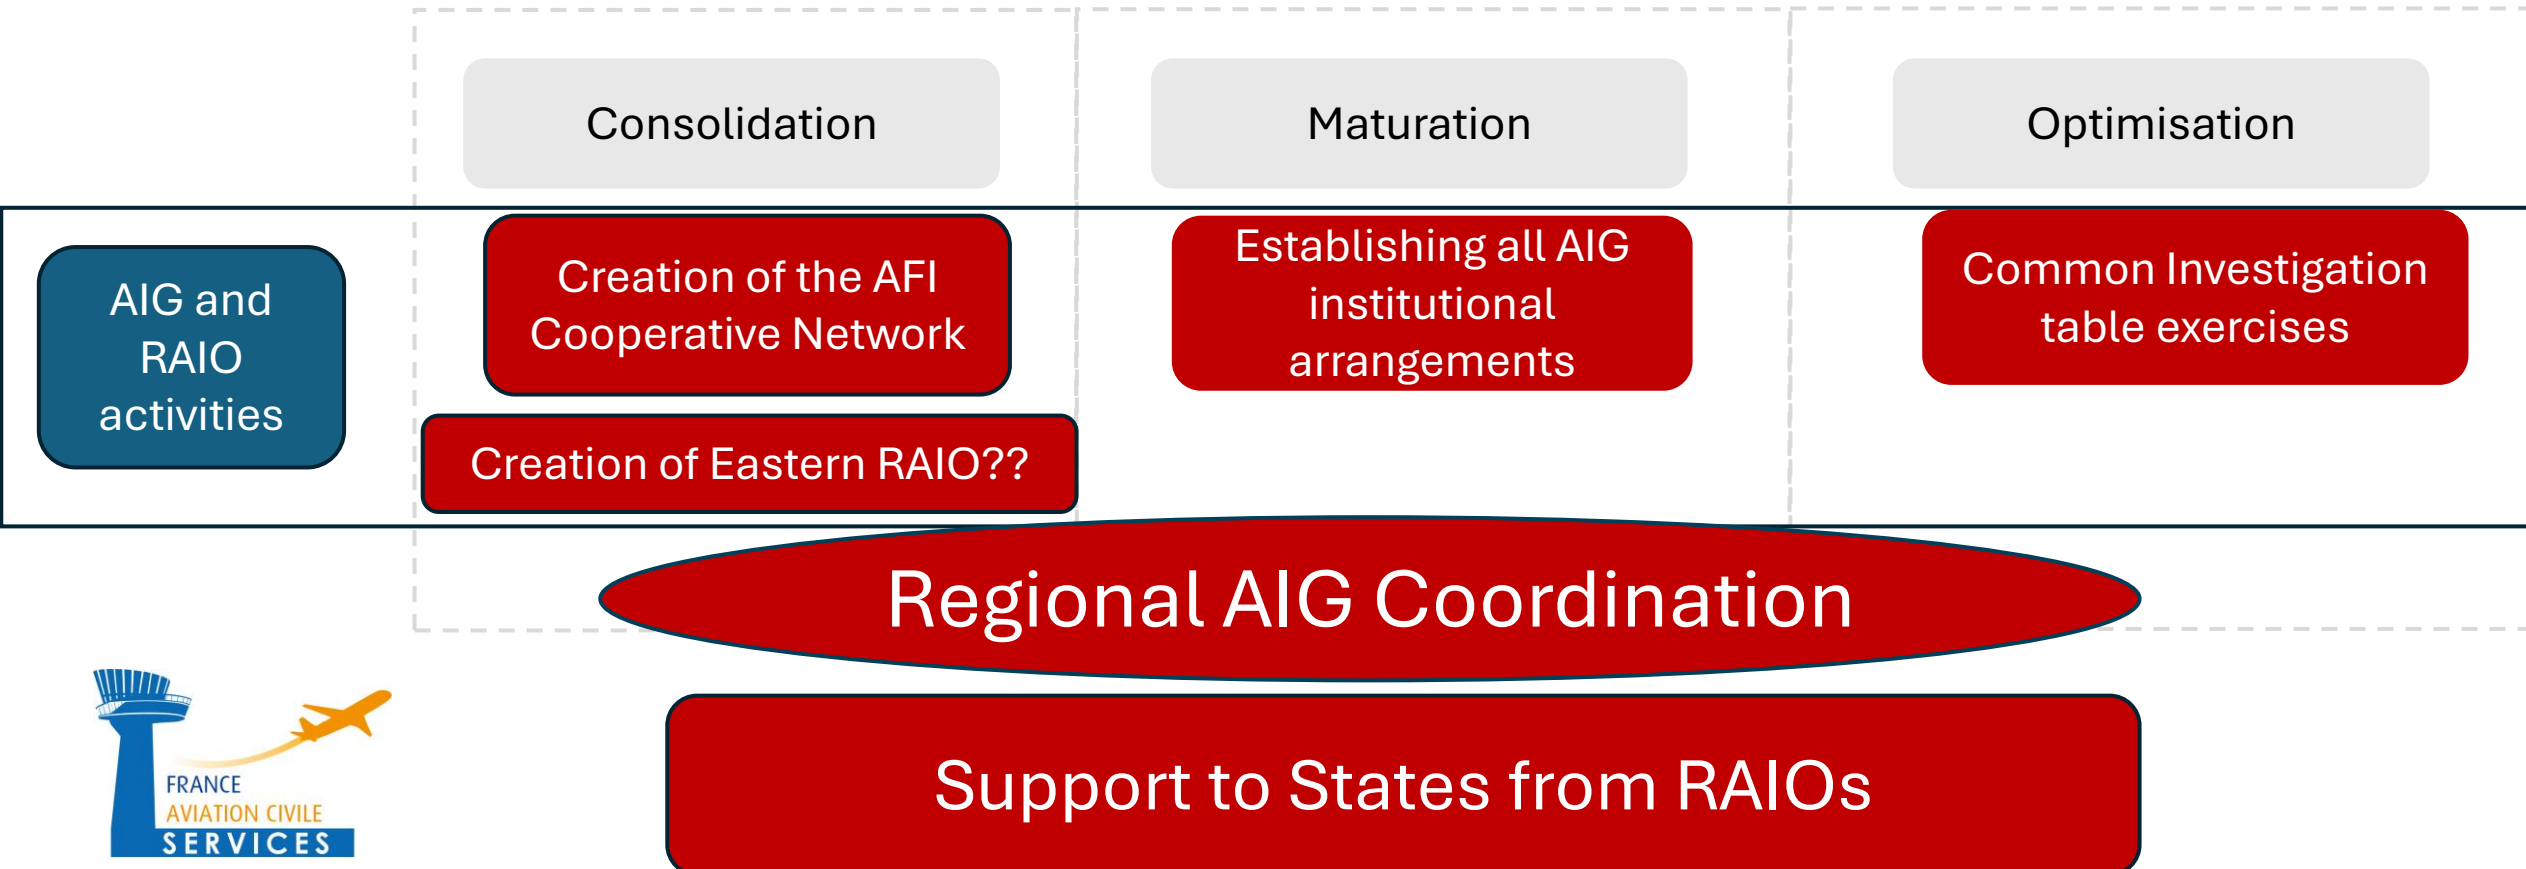 Consolidation
Maturation
Optimisation
AIG and
RAIO
activities
Creation of the AFI
Cooperative Network
Establishing all AIG
institutional
arrangements
Common Investigation
table exercises
Creation of Eastern RAIO??
Regional AIG Coordination
Support to States from RAIOs
FRANCE
AVIATION CIVILE
SERVICES